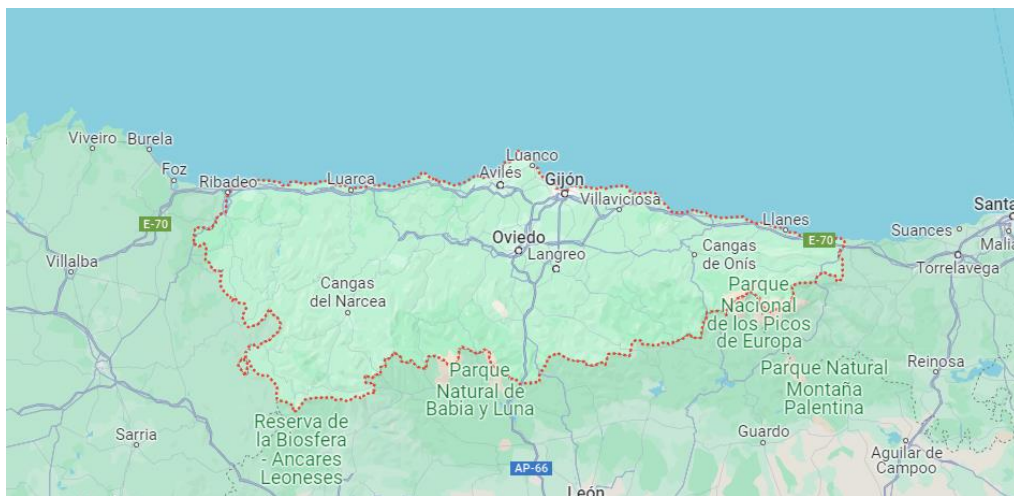 Viveiro
Burela
Luanco
Foz
Ribadeo
Luarca
Avilés
Gijón
Villaviciosa
Llanes
Santa
E-70
E-70
Suances
Malia
Oviedo
Langreo
Cangas
de Onís
Torrelavega
Villalba
Cangas
del Narcea
Parque
Nacional
de los Picos
de Europa
Parque
Natural de
Babia y Luna
Parque Natural
Montaña
Palentina
Reinosa
Reserva de
la Biosfera
- Ancares
Leoneses
Sarria
Guardo
Aguilar de
Campoo
AP-66
León